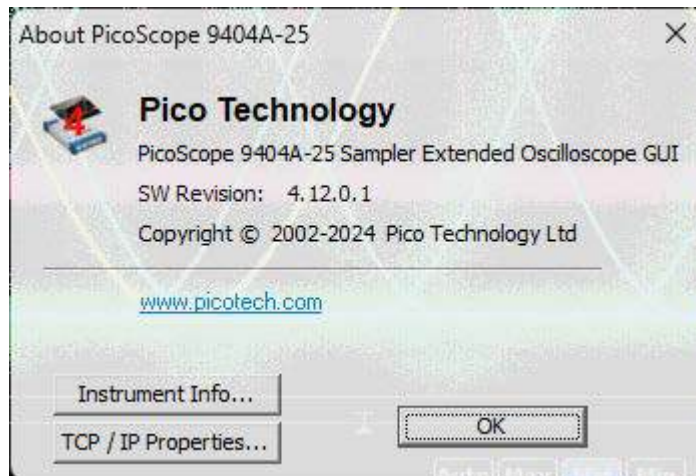 About PicoScope 9404A-25
4
Pico Technology
PicoScope 9404A-25 Sampler Extended Oscilloscope GUI
SW Revision: 4.12.0.1
Copyright © 2002-2024 Pico Technology Ltd
www.picotech.com
Instrument Info...
OK
TCP / IP Properties...